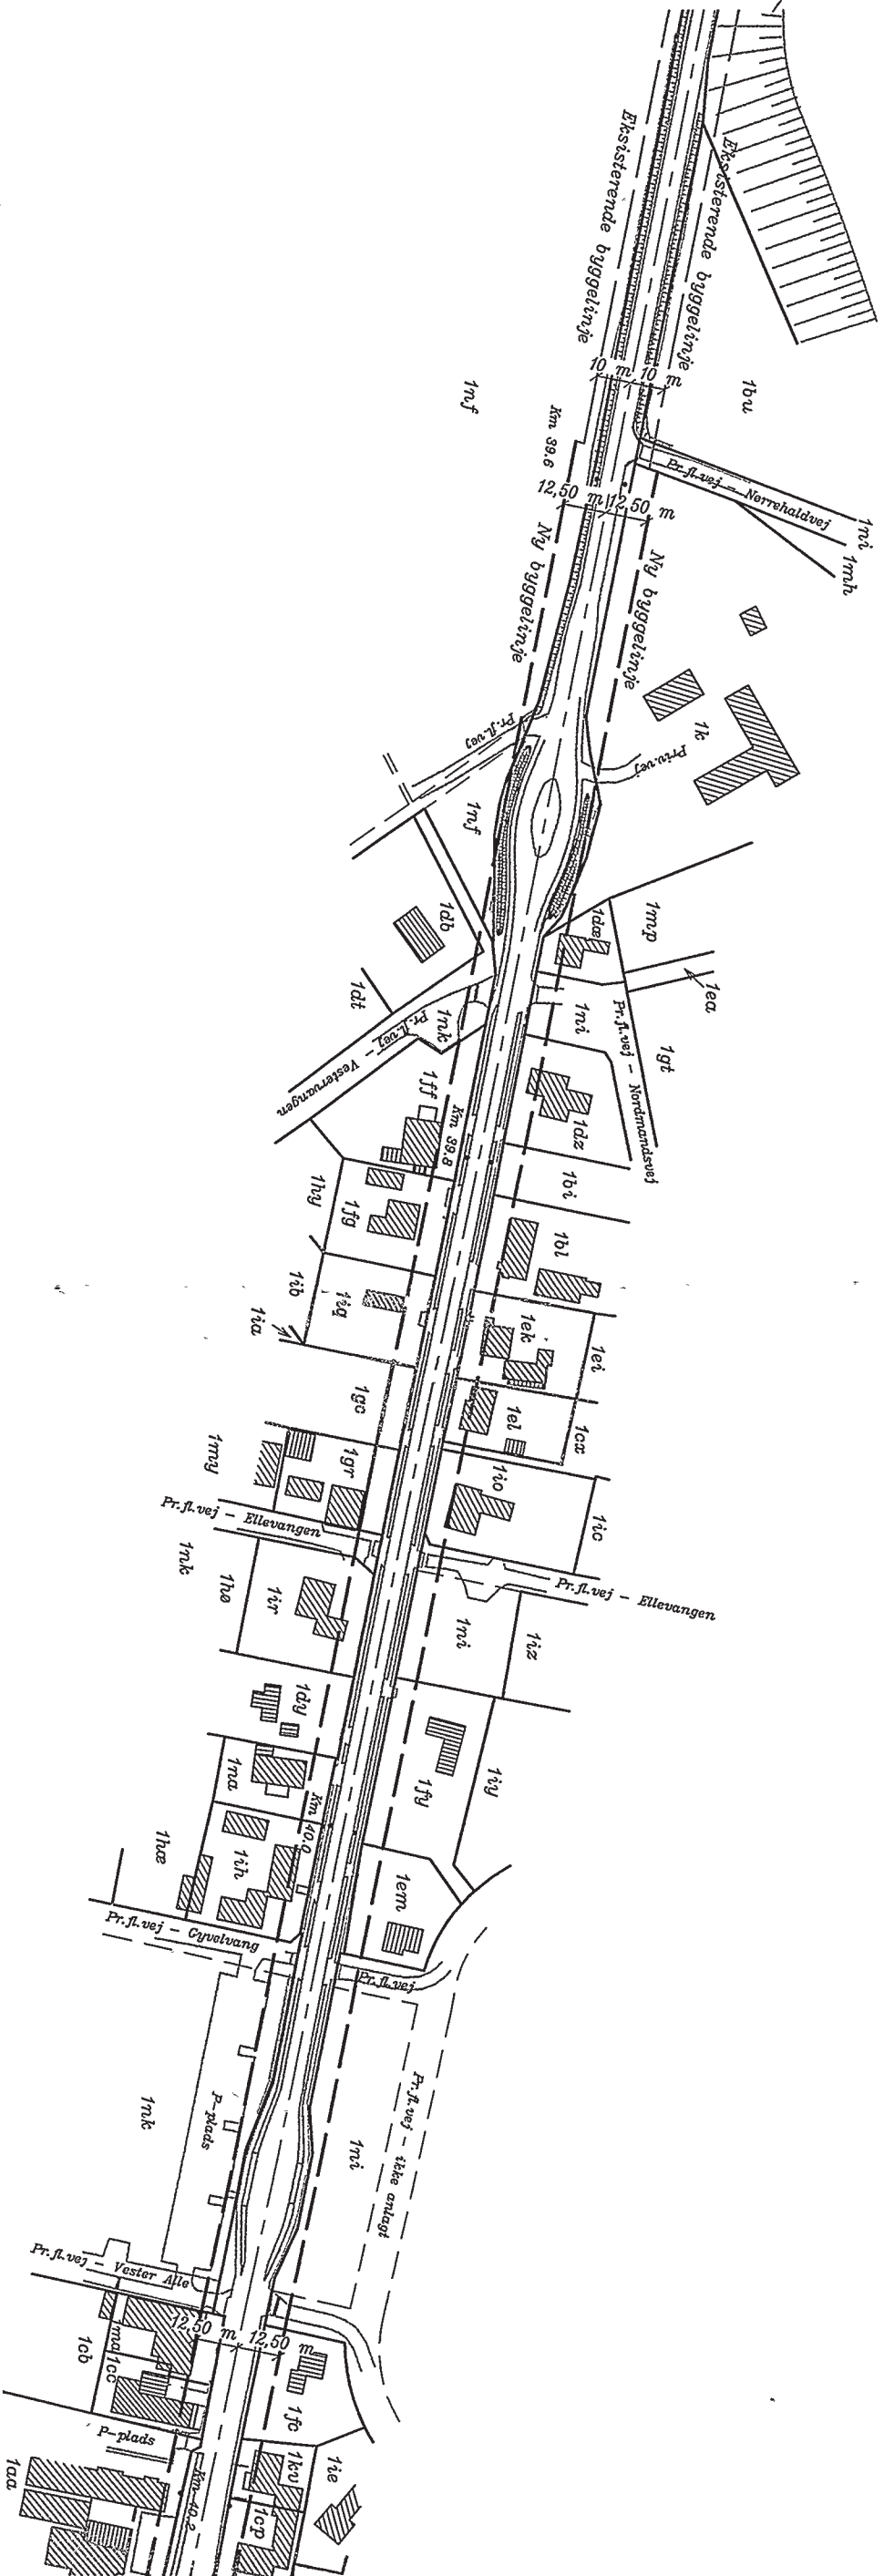 Eksisterende byggelinje
Eksisterende byggelinje
10 m 10 m
1nf
1bu
Km 39.6
Pr.fl.vej - Nørrehaldvej
1ni
1mh
12,50 m 12,50 m
Ny byggelinje
Ny byggelinje
1k
Pr.fl.vej
Priv.vej
1nf
1db
1dæ
1mp
1ea
1dt
1nk
1ni
Pr.fl.vej - Nordmandsvej
1gt
Pr.fl.vej - Vestervangen
1ff
Km 39.8
1dz
1hy
1fg
1bi
1bl
1ib
1ig
1ia
1ek
1ei
1gc
1el
1cx
1my
1gr
1io
1ic
Pr.fl.vej - Ellevangen
Pr.fl.vej - Ellevangen
1nk
1hø
1ir
1ni
1iz
1dy
1na
Km 40.0
1fy
1iy
1hæ
1ih
1em
Pr.fl.vej - Gyvelvang
Pr.fl.vej
1nk
P-plads
1ni
Pr.fl.vej - ikke anlagt
Pr.fl.vej - Vester Alle
12,50 m 12,50 m
1cb
1ma
1cc
1fc
P-plads
1aa
Km 40.2
1kv
1ie
1cp